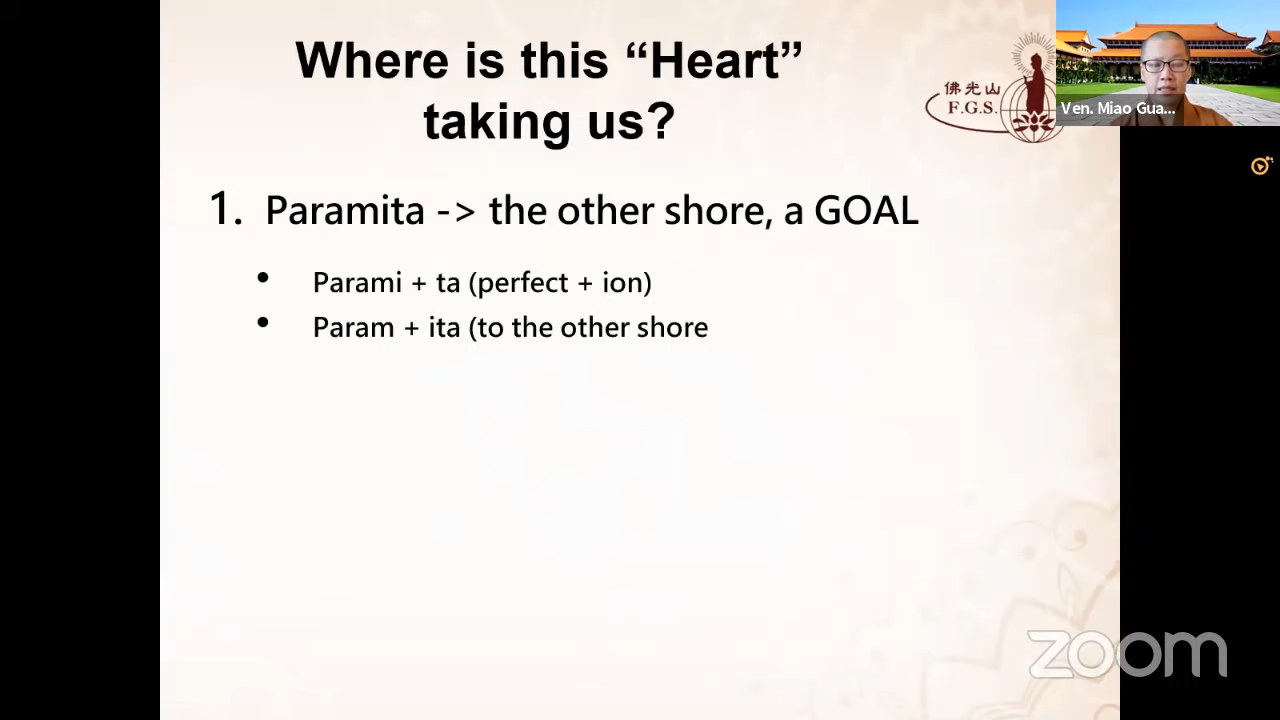 Where is this “Heart”
taking us?
佛光山
F.G.S.
Ven. Miao Gua...
1. Paramita -> the other shore, a GOAL
• Parami + ta (perfect + ion)
• Param + ita (to the other shore
zoom